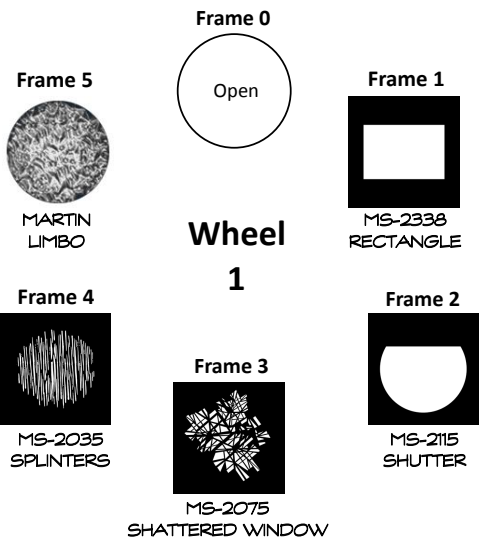 Frame 0
Open
Frame 5
MARTIN
LIMBO
Frame 1
MS-2338
RECTANGLE
Wheel
1
Frame 4
MS-2035
SPLINTERS
Frame 2
MS-2115
SHUTTER
Frame 3
MS-2075
SHATTERED WINDOW